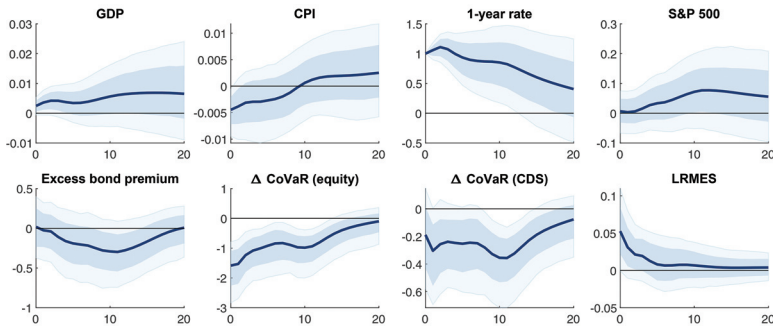 GDP CPI 1-year rate S&P 500
0.03 0.01 1.5 0.15
0.02 0.005 1 0.1
0.01 0 0.5 0.05
0 -0.005 0 0
-0.01 -0.01 -0.5 -0.05
0 10 20 0 10 20 0 10 20 0 10 20
Excess bond premium Δ CoVaR (equity) Δ CoVaR (CDS) LRMES
0.5 1 0 0.1
0 0 -0.2 0.05
-0.5 -1 -0.4 0
-1 -2 -0.6 -0.05
-3
0 10 20 0 10 20 0 10 20 0 10 20